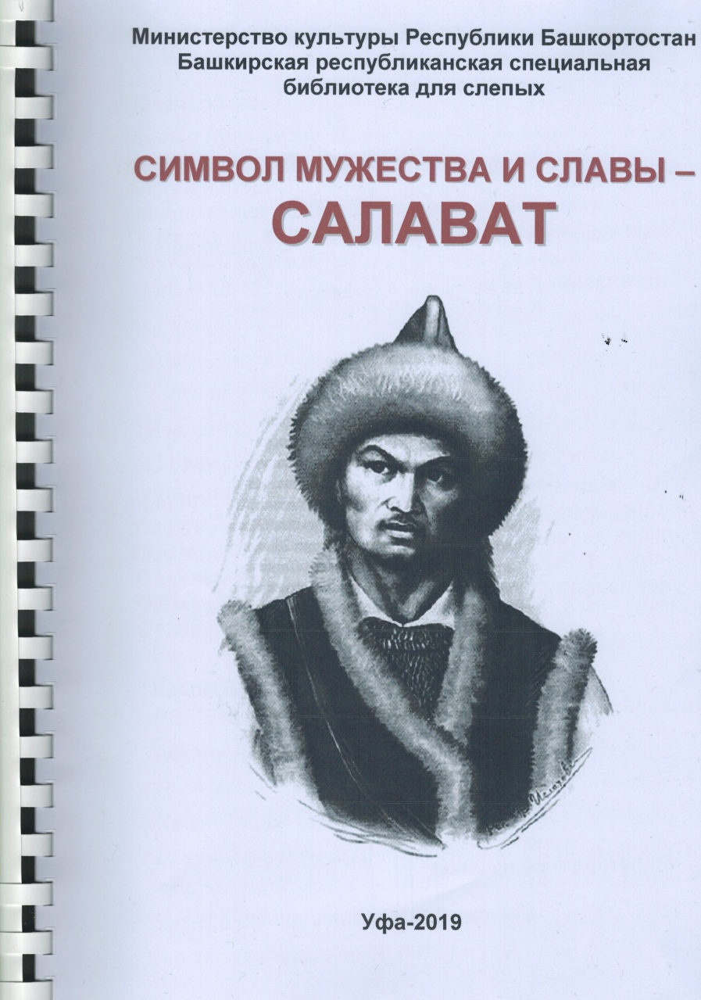 Министерство культуры Республики Башкортостан
Башкирская республиканская специальная
библиотека для слепых
СИМВОЛ МУЖЕСТВА И СЛАВЫ –
САЛАВАТ
Уфа-2019